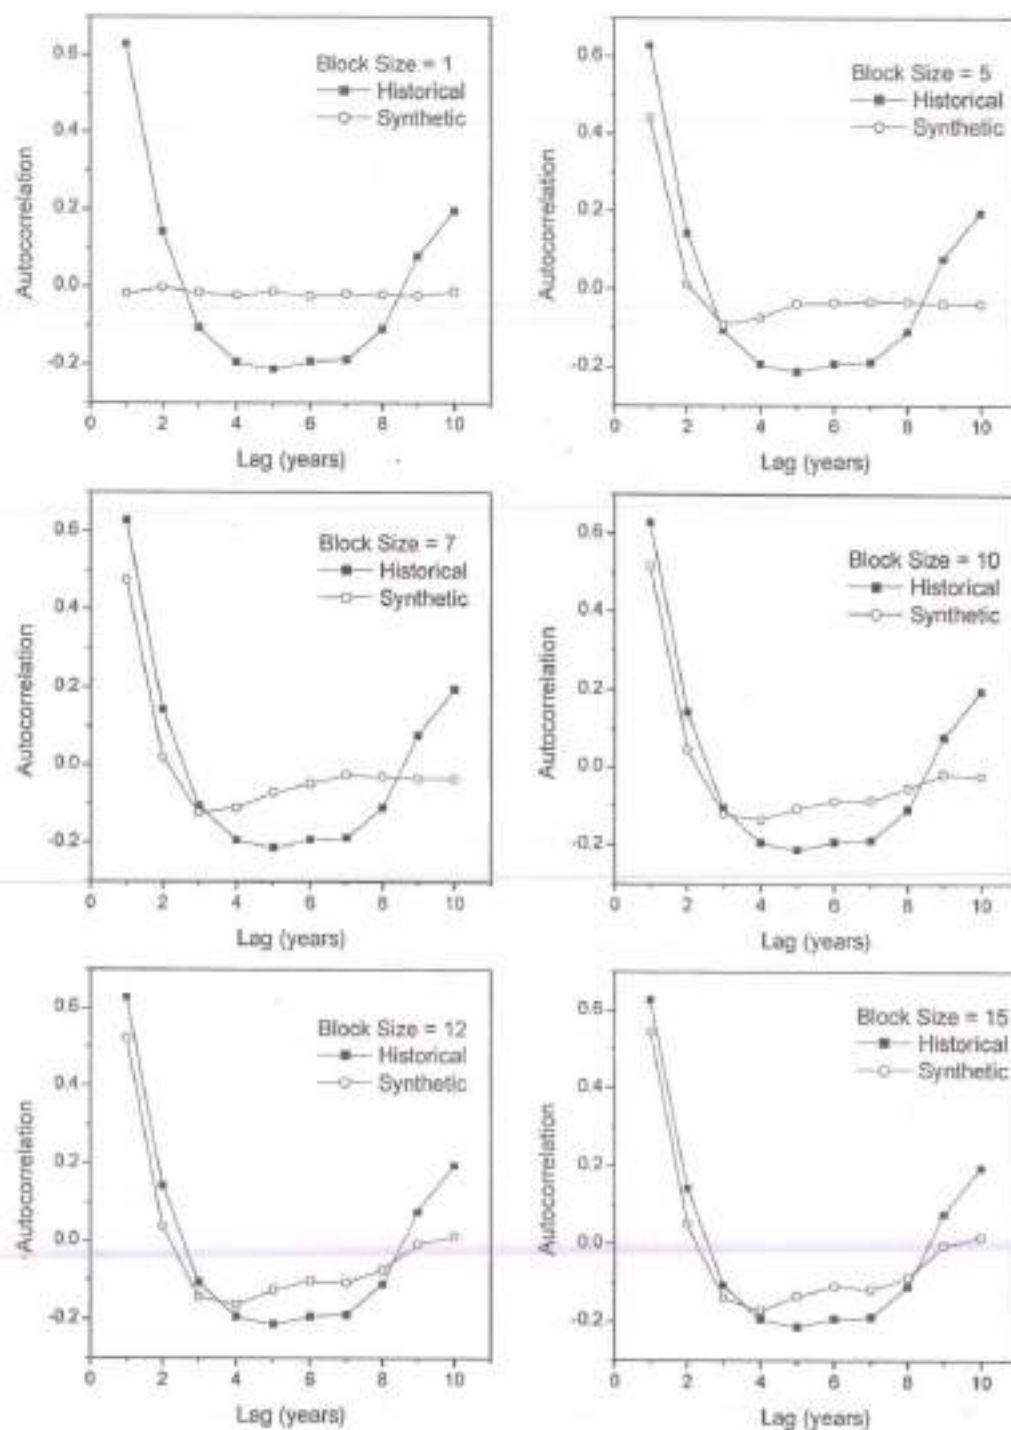 Block Size = 1
Historical
Synthetic
0.6
0.4
0.2
0.0
-0.2
Autocorrelation
0 2 4 6 8 10
Lag (years)
Block Size = 5
Historical
Synthetic
0.6
0.4
0.2
0.0
-0.2
Autocorrelation
0 2 4 6 8 10
Lag (years)
Block Size = 7
Historical
Synthetic
0.6
0.4
0.2
0.0
-0.2
Autocorrelation
0 2 4 6 8 10
Lag (years)
Block Size = 10
Historical
Synthetic
0.6
0.4
0.2
0.0
-0.2
Autocorrelation
0 2 4 6 8 10
Lag (years)
Block Size = 12
Historical
Synthetic
0.6
0.4
0.2
0.0
-0.2
Autocorrelation
0 2 4 6 8 10
Lag (years)
Block Size = 15
Historical
Synthetic
0.6
0.4
0.2
0.0
-0.2
Autocorrelation
0 2 4 6 8 10
Lag (years)